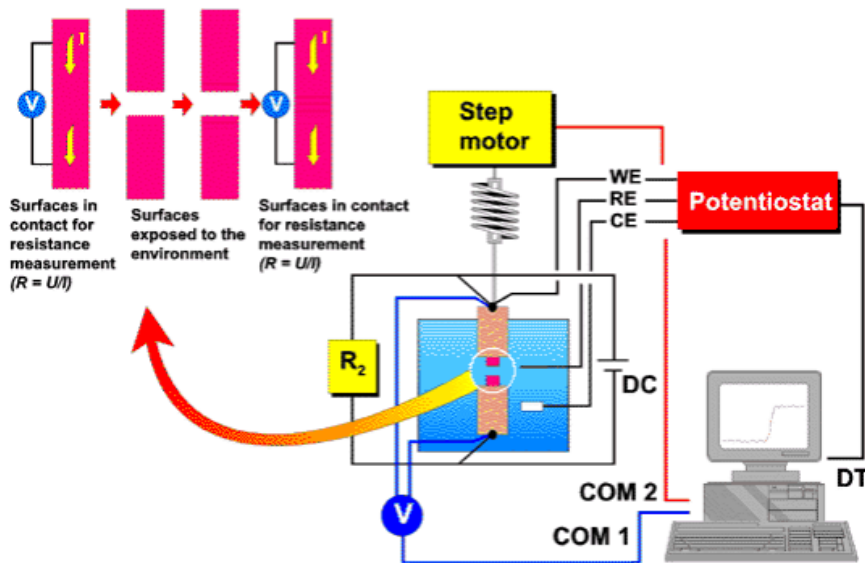 I
I
V
V
Surfaces in
contact for
resistance
measurement
(R = U/I)
Surfaces
exposed to the
environment
Surfaces in contact
for resistance
measurement
(R = U/I)
Step
motor
WE
RE
CE
Potentiostat
R₂
DC
V
COM 2
COM 1
DT